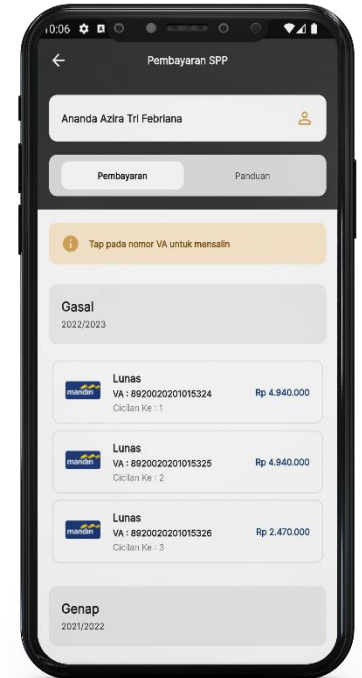 10:06
Pembayaran SPP
Ananda Azira Tri Febriana
Pembayaran
Panduan
Tap pada nomor VA untuk mensalin
Gasal
2022/2023
Lunas
mandiri
VA : 8920020201015324
Rp 4.940.000
Cicilan Ke : 1
Lunas
mandiri
VA : 8920020201015325
Rp 4.940.000
Cicilan Ke : 2
Lunas
mandiri
VA : 8920020201015326
Rp 2.470.000
Cicilan Ke : 3
Genap
2021/2022